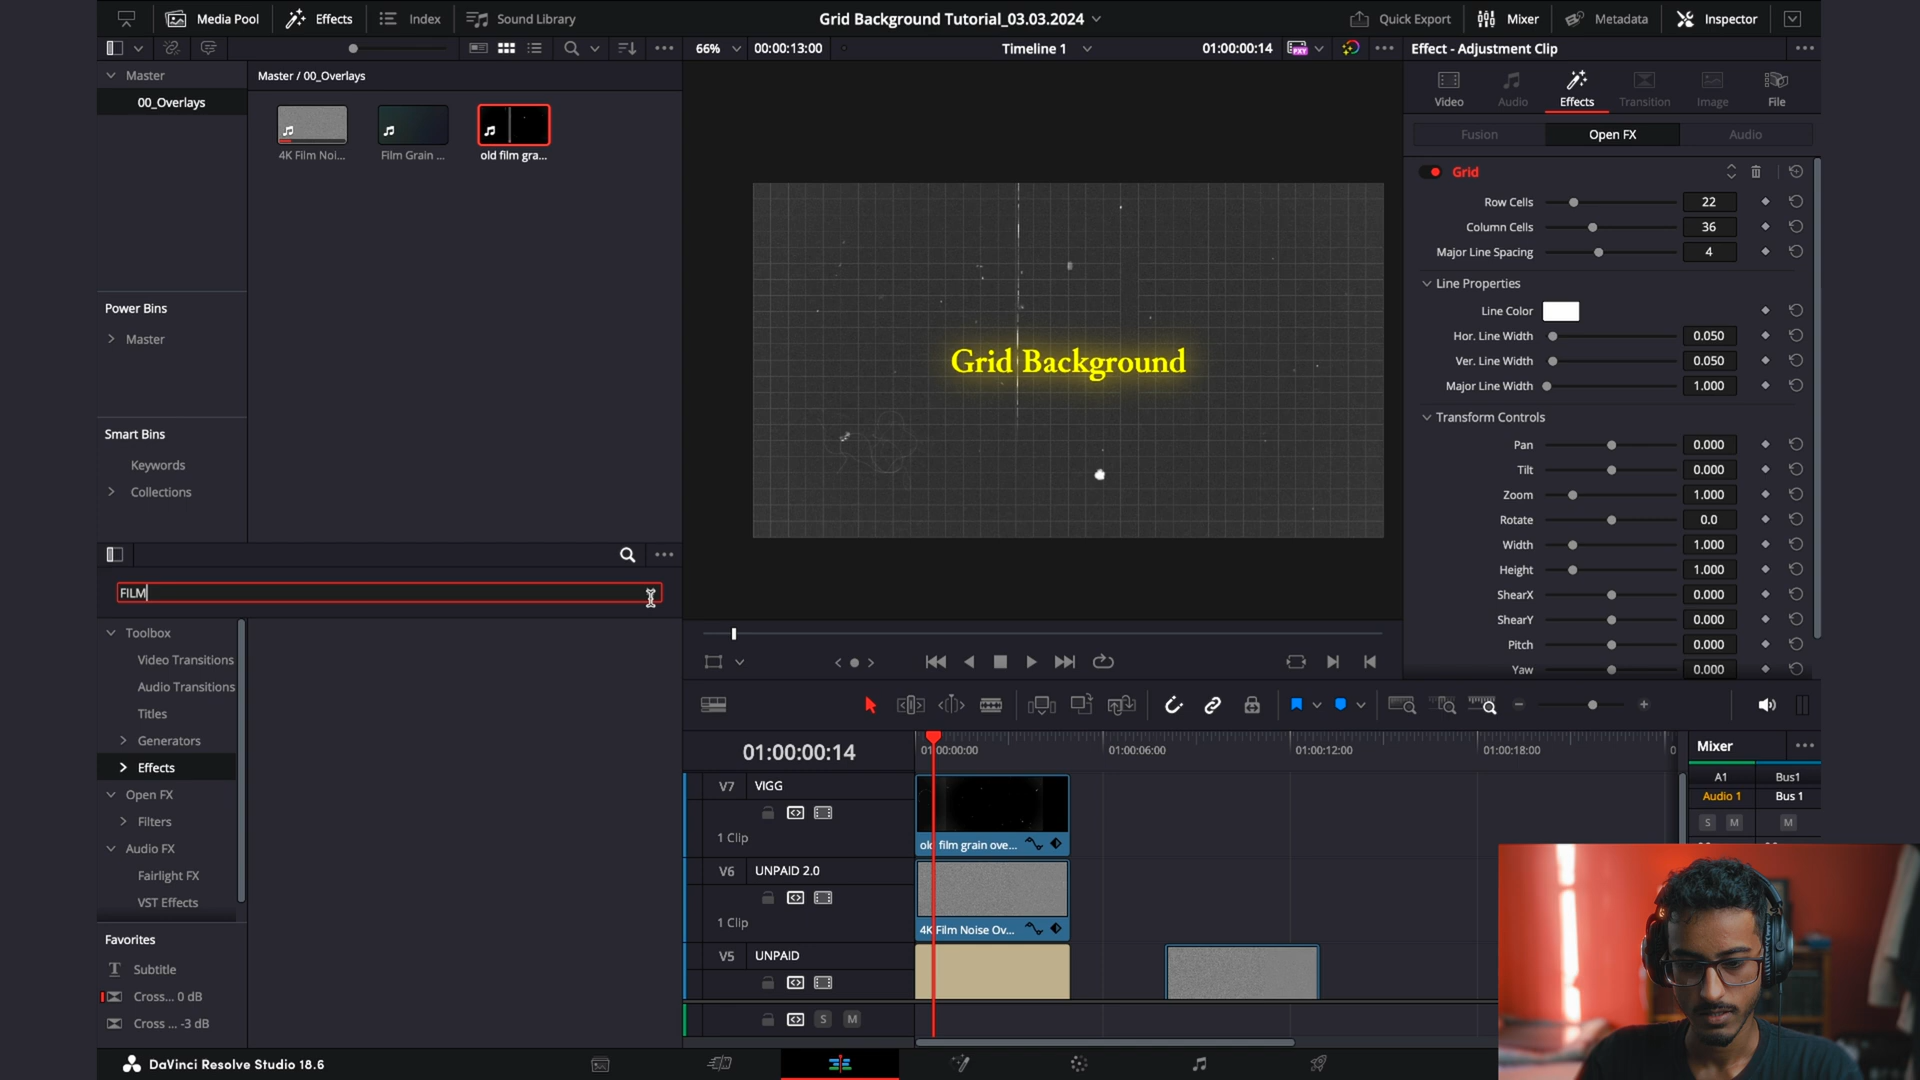 Media Pool
Effects
Index
Sound Library
Grid Background Tutorial_03.03.2024
Quick Export
Mixer
Metadata
Inspector
66%
00:00:13:00
Timeline 1
01:00:00:14
Effect - Adjustment Clip
Master
Master / 00_Overlays
00_Overlays
4K Film Noi...
Film Grain ...
old film gra...
Video
Audio
Effects
Transition
Image
File
Fusion
Open FX
Audio
Grid
Row Cells 22
Column Cells 36
Major Line Spacing 4
Line Properties
Line Color
Hor. Line Width 0.050
Ver. Line Width 0.050
Major Line Width 1.000
Transform Controls
Pan 0.000
Tilt 0.000
Zoom 1.000
Rotate 0.0
Width 1.000
Height 1.000
ShearX 0.000
ShearY 0.000
Pitch 0.000
Yaw 0.000
Grid Background
Power Bins
Master
Smart Bins
Keywords
Collections
FILM
Toolbox
Video Transitions
Audio Transitions
Titles
Generators
Effects
Open FX
Filters
Audio FX
Fairlight FX
VST Effects
Favorites
Subtitle
Cross... 0 dB
Cross ... -3 dB
01:00:00:14
01:00:00:00
01:00:06:00
01:00:12:00
01:00:18:00
V7 VIGG
1 Clip
old film grain ove...
V6 UNPAID 2.0
1 Clip
4K Film Noise Ov...
V5 UNPAID
S M
Mixer
A1 Bus1
Audio 1 Bus 1
S M M
DaVinci Resolve Studio 18.6